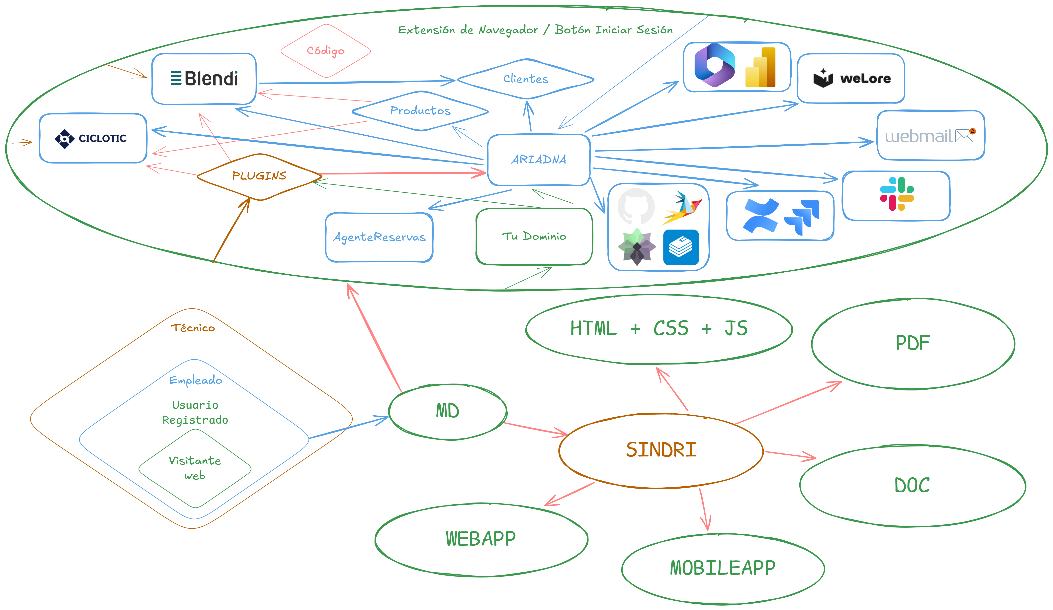 Extensión de Navegador / Botón Iniciar Sesión
Código
Blendi
Clientes
weLore
Productos
CICLOTIC
webmail
ARIADNA
PLUGINS
AgenteReservas
Tu Dominio
Técnico
HTML + CSS + JS
PDF
Empleado
Usuario
Registrado
MD
Visitante
web
SINDRI
DOC
WEBAPP
MOBILEAPP